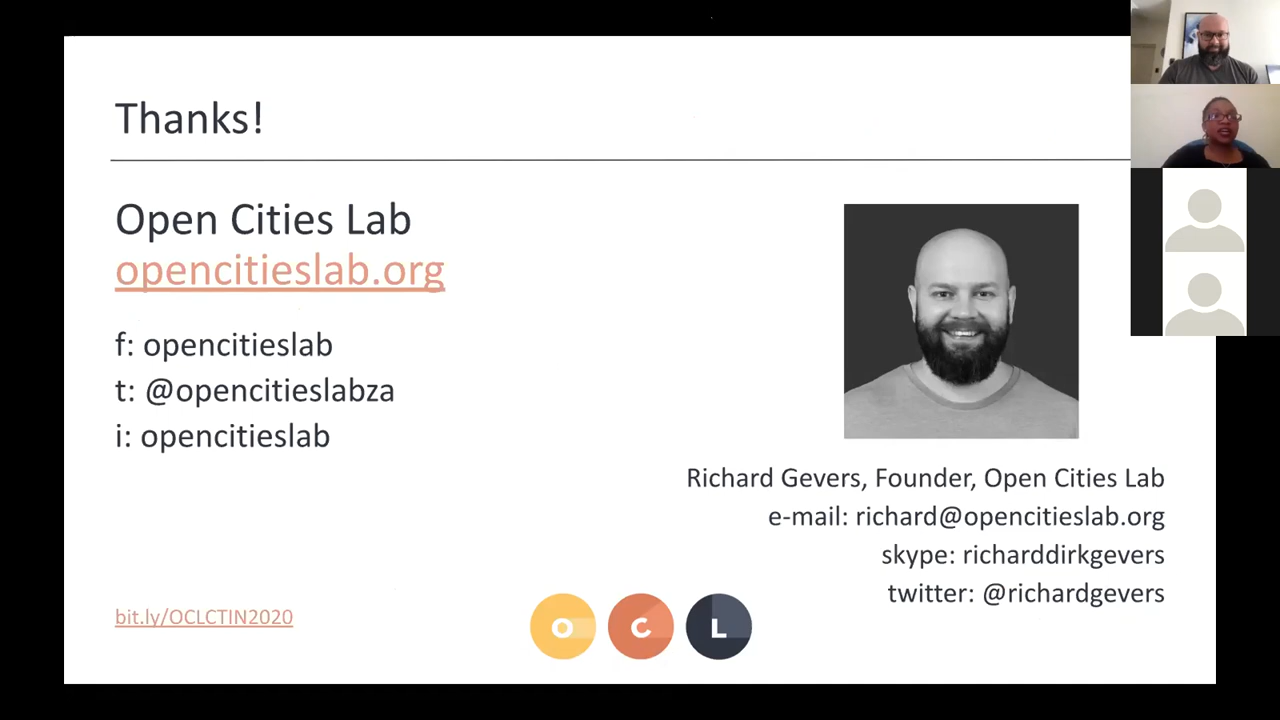 Thanks!
Open Cities Lab
opencitieslab.org
f: opencitieslab
t: @opencitieslabza
i: opencitieslab
Richard Gevers, Founder, Open Cities Lab
e-mail: richard@opencitieslab.org
skype: richarddirkgevers
twitter: @richardgevers
bit.ly/OCLCTIN2020
O C L